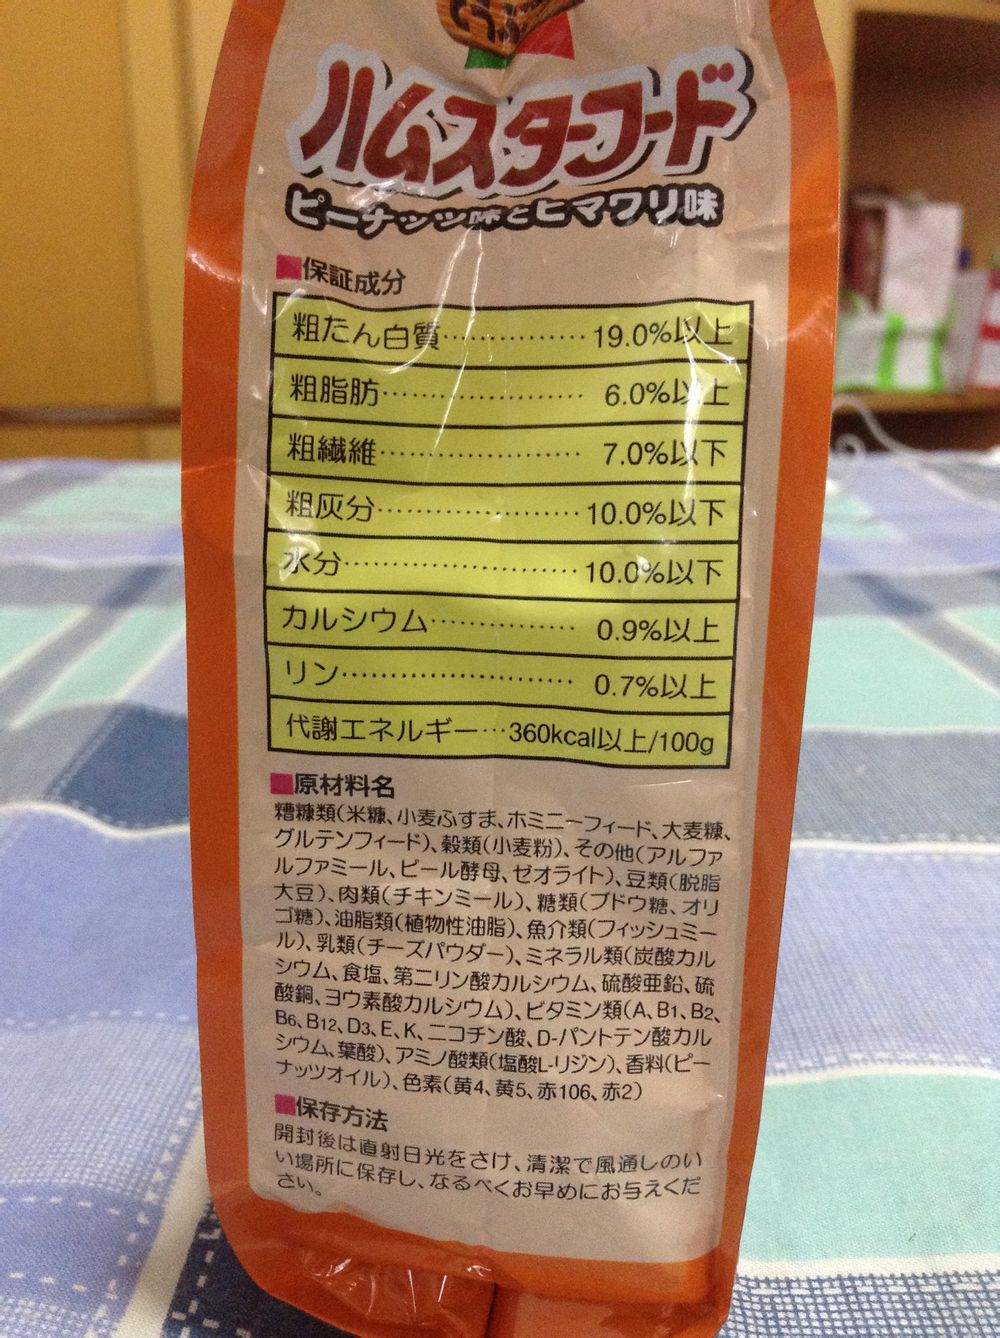 ハムスターフード
ピーナッツ味とヒマワリ味
保証成分
粗たん白質……………19.0%以上
粗脂肪…………………6.0%以上
粗繊維…………………7.0%以下
粗灰分…………………10.0%以下
水分……………………10.0%以下
カルシウム……………0.9%以上
リン……………………0.7%以上
代謝エネルギー…360kcal以上/100g
原材料名
糟糠類(米糠、小麦ふすま、ホミニーフィード、大麦糠、
グルテンフィード)、穀類(小麦粉)、その他(アルファ
ルファミール、ビール酵母、ゼオライト)、豆類(脱脂
大豆)、肉類(チキンミール)、糖類(ブドウ糖、オリ
ゴ糖)、油脂類(植物性油脂)、魚介類(フィッシュミー
ル)、乳類(チーズパウダー)、ミネラル類(炭酸カル
シウム、食塩、第二リン酸カルシウム、硫酸亜鉛、硫
酸銅、ヨウ素酸カルシウム)、ビタミン類(A、B1、B2、
B6、B12、D3、E、K、ニコチン酸、D-パントテン酸カル
シウム、葉酸)、アミノ酸類(塩酸L-リジン)、香料(ピー
ナッツオイル)、色素(黄4、黄5、赤106、赤2)
保存方法
開封後は直射日光をさけ、清潔で風通しのい
い場所に保存し、なるべくお早めにお与えくだ
さい。